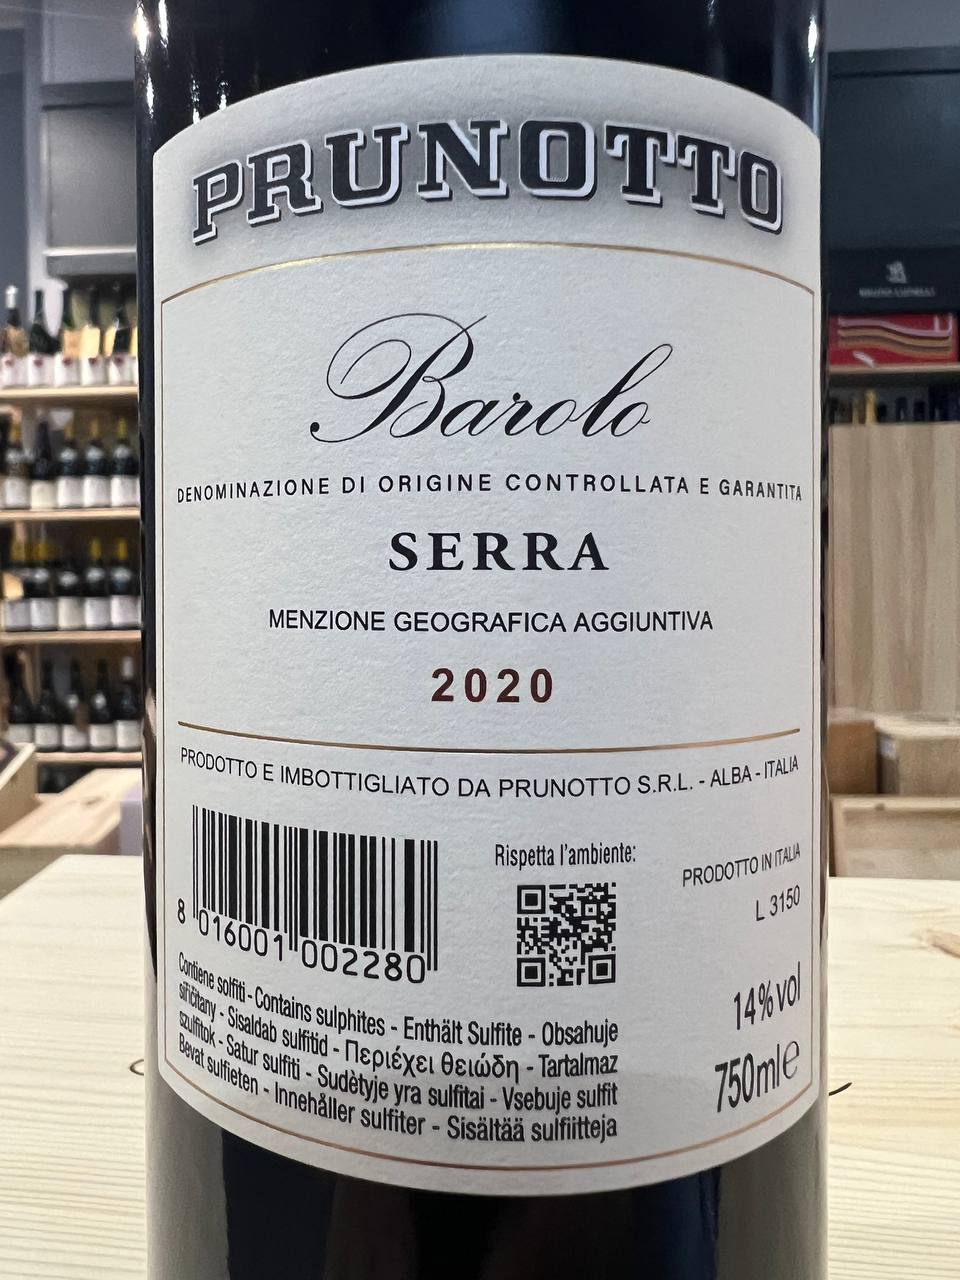 PRUNOTTO
Barolo
DENOMINAZIONE DI ORIGINE CONTROLLATA E GARANTITA
SERRA
MENZIONE GEOGRAFICA AGGIUNTIVA
2020
PRODOTTO E IMBOTTIGLIATO DA PRUNOTTO S.R.L. - ALBA - ITALIA
8 016001 002280
Rispetta l'ambiente:
PRODOTTO IN ITALIA
L 3150
Contiene solfiti - Contains sulphites - Enthält Sulfite - Obsahuje
siřičitany - Sisaldab sulfitid - Περιέχει θειώδη - Tartalmaz
szulfitok - Satur sulfiti - Sudètyje yra sulfitai - Vsebuje sulfit
Bevat sulfieten - Innehåller sulfiter - Sisältää sulfiitteja
14%vol
750ml℮